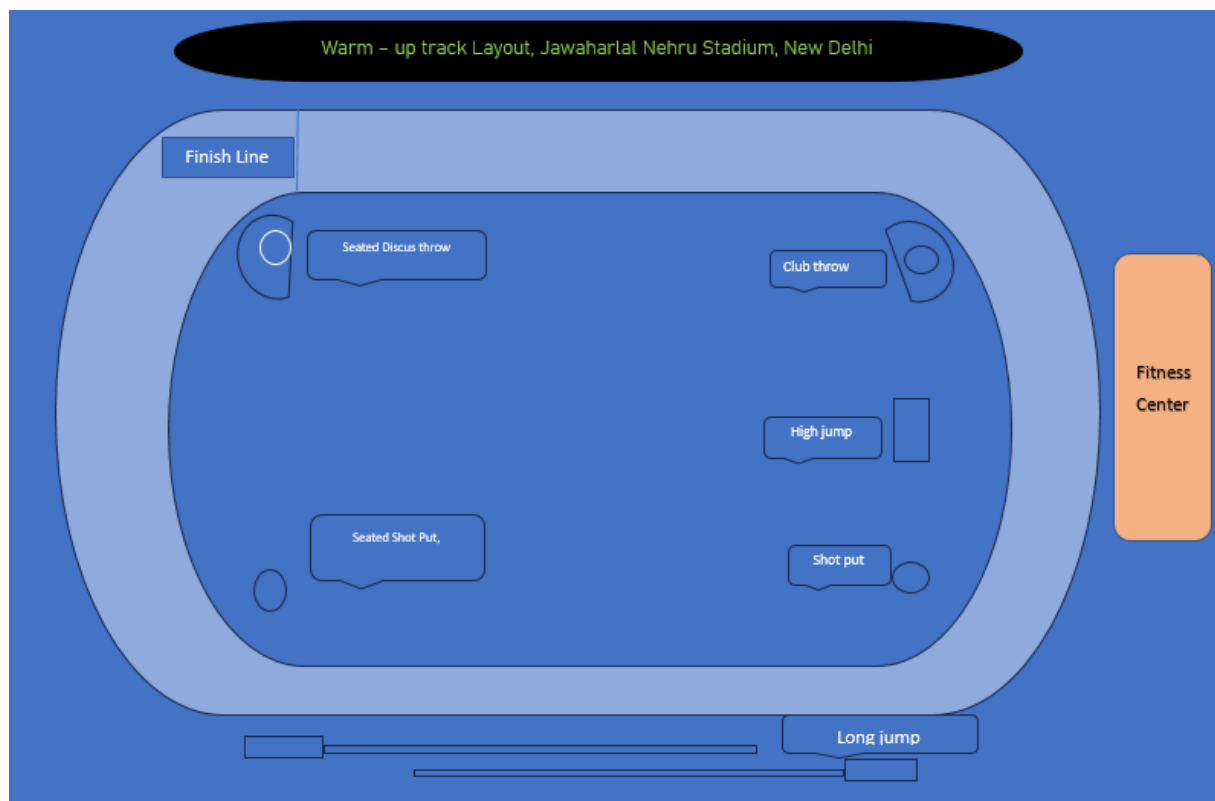 Warm – up track Layout, Jawaharlal Nehru Stadium, New Delhi
Finish Line
Seated Discus throw
Club throw
Fitness
Center
High jump
Seated Shot Put,
Shot put
Long jump